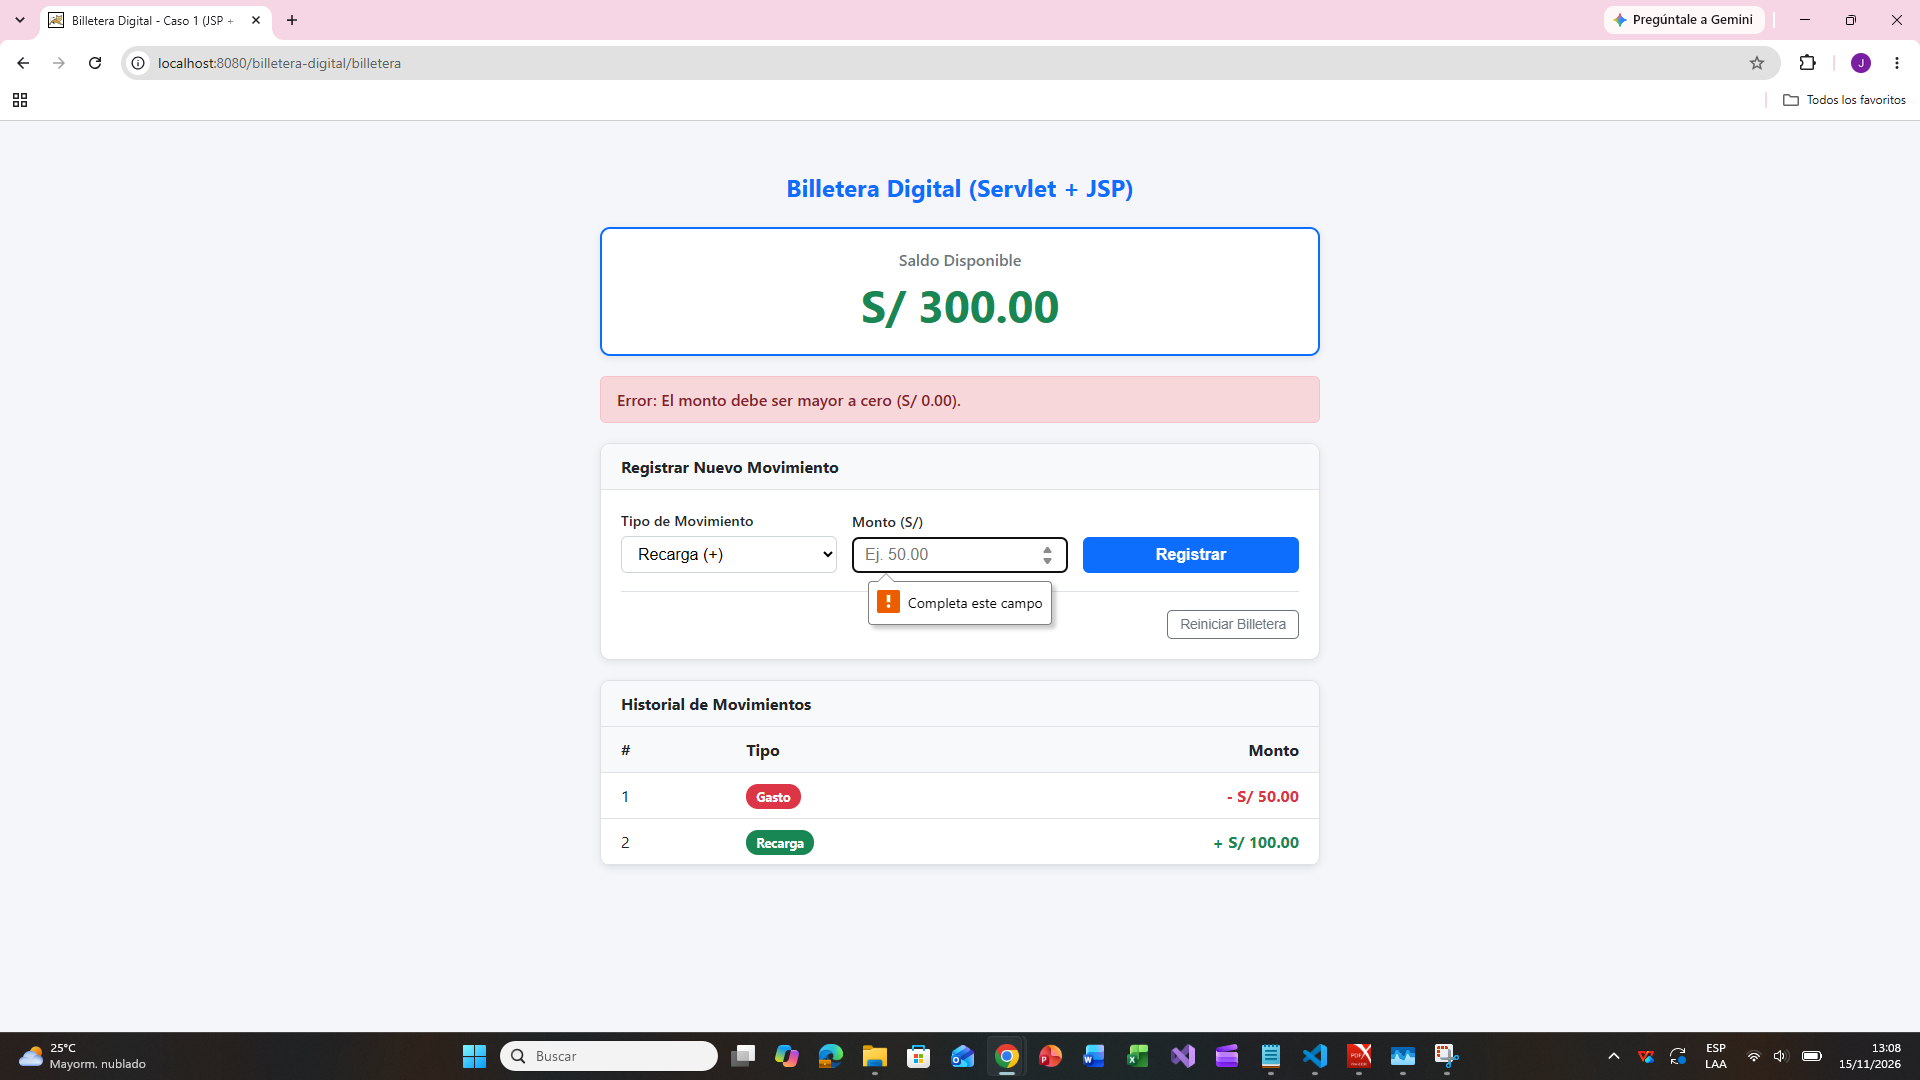 Billetera Digital - Caso 1 (JSP +
Pregúntale a Gemini
localhost:8080/billetera-digital/billetera
J
Todos los favoritos
Billetera Digital (Servlet + JSP)
Saldo Disponible
S/ 300.00
Error: El monto debe ser mayor a cero (S/ 0.00).
Registrar Nuevo Movimiento
Tipo de Movimiento
Monto (S/)
Recarga (+)
Ej. 50.00
Registrar
Completa este campo
Reiniciar Billetera
Historial de Movimientos
# Tipo Monto
1 Gasto - S/ 50.00
2 Recarga + S/ 100.00
25°C
Mayorm. nublado
Buscar
ESP
LAA
13:08
15/11/2026